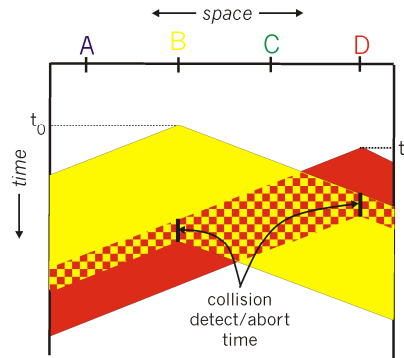 ← space →
A B C D
t0
t
time
collision
detect/abort
time